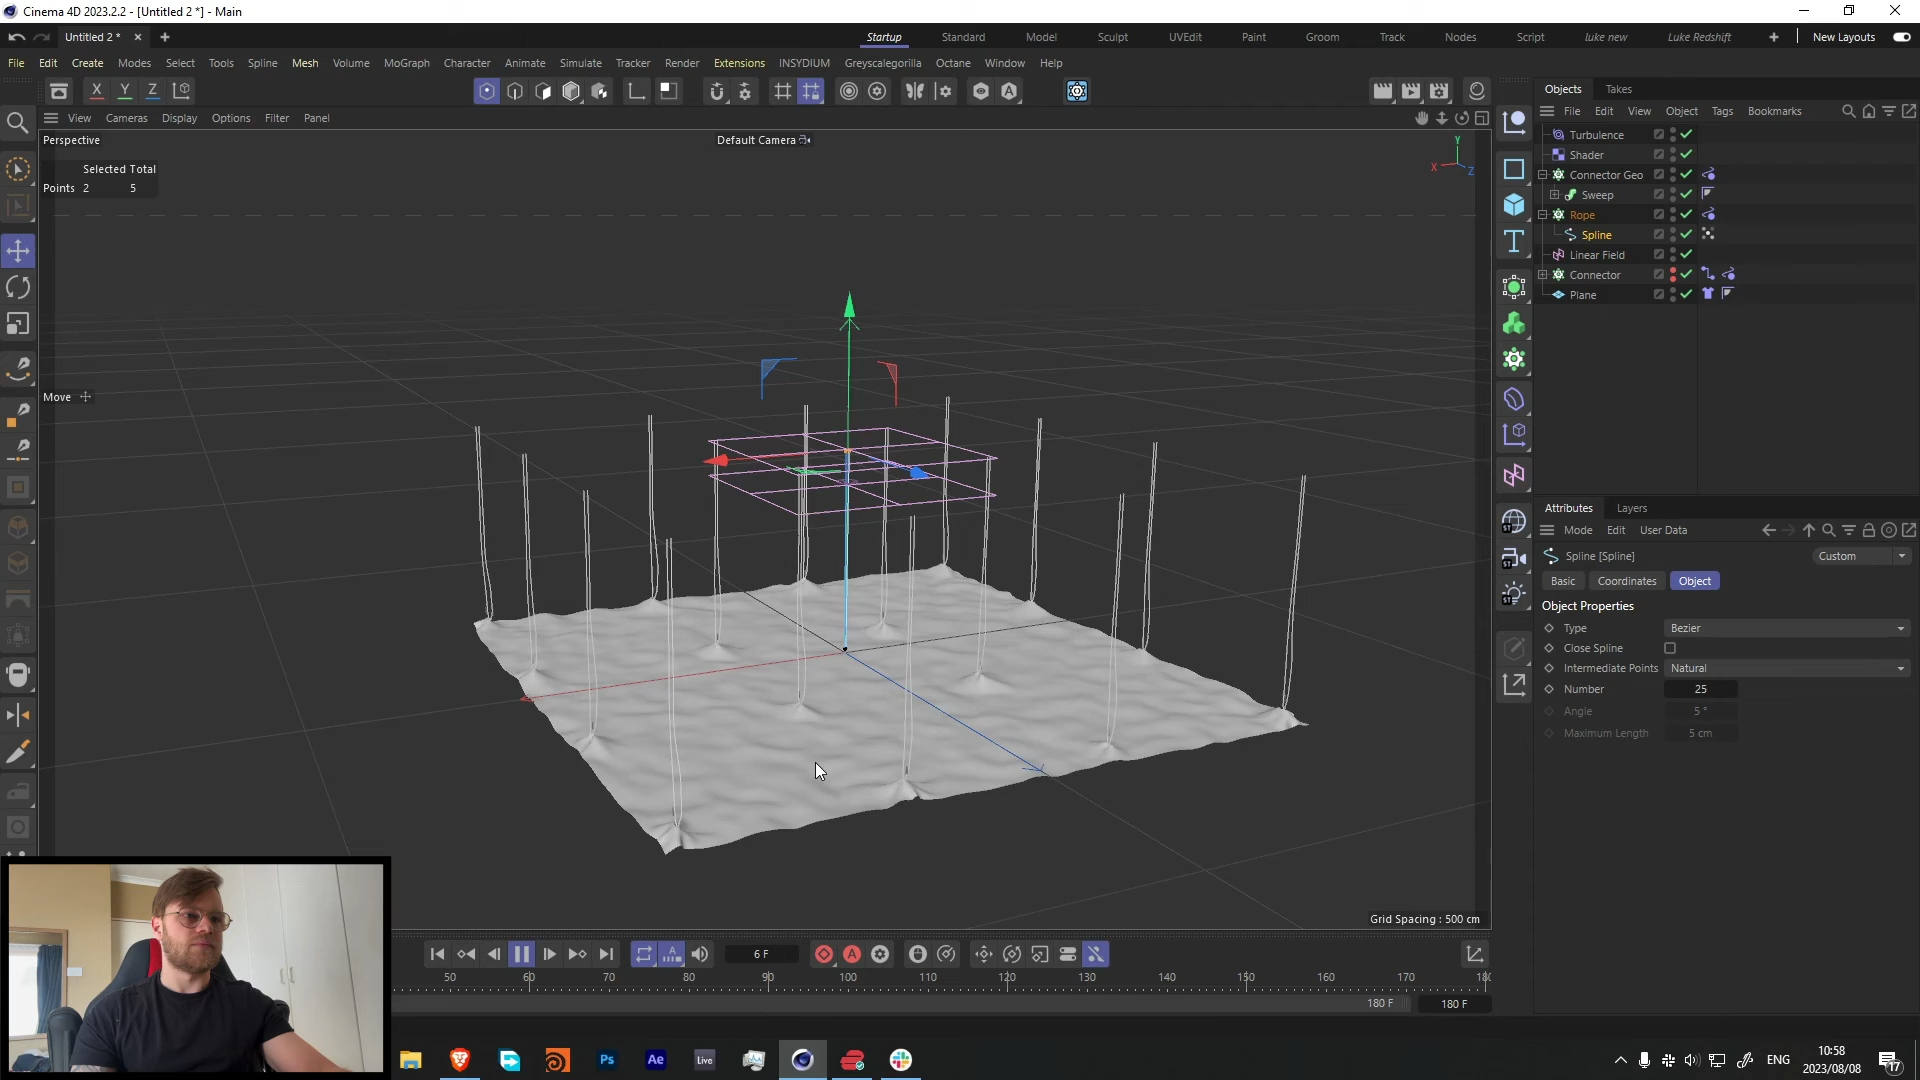 Cinema 4D 2023.2.2 - [Untitled 2 *] - Main
Untitled 2 *
Startup Standard Model Sculpt UVEdit Paint Groom Track Nodes Script luke new Luke Redshift New Layouts
File Edit Create Modes Select Tools Spline Mesh Volume MoGraph Character Animate Simulate Tracker Render Extensions INSYDIUM Greyscalegorilla Octane Window Help
X Y Z
View Cameras Display Options Filter Panel
Perspective
Default Camera
Selected Total
Points 2 5
Y
X
Z
Move
Grid Spacing : 500 cm
Objects Takes
File Edit View Object Tags Bookmarks
Turbulence
Shader
Connector Geo
Sweep
Rope
Spline
Linear Field
Connector
Plane
Attributes Layers
Mode Edit User Data
Spline [Spline]
Custom
Basic Coordinates Object
Object Properties
Type Bezier
Close Spline
Intermediate Points Natural
Number 25
Angle 5 °
Maximum Length 5 cm
ST
ST
ST
6 F
50 60 70 80 90 100 110 120 130 140 150 160 170
180 F 180 F
Ps
Ae
Live
ENG
10:58
2023/08/08
17